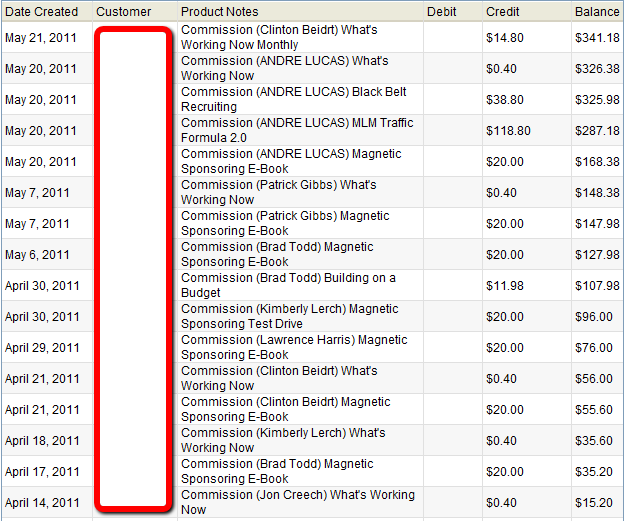 Date Created Customer Product Notes Debit Credit Balance
May 21, 2011 Commission (Clinton Beidrt) What's $14.80 $341.18
Working Now Monthly
May 20, 2011 Commission (ANDRE LUCAS) What's $0.40 $326.38
Working Now
May 20, 2011 Commission (ANDRE LUCAS) Black Belt $38.80 $325.98
Recruiting
May 20, 2011 Commission (ANDRE LUCAS) MLM Traffic $118.80 $287.18
Formula 2.0
May 20, 2011 Commission (ANDRE LUCAS) Magnetic $20.00 $168.38
Sponsoring E-Book
May 7, 2011 Commission (Patrick Gibbs) What's $0.40 $148.38
Working Now
May 7, 2011 Commission (Patrick Gibbs) Magnetic $20.00 $147.98
Sponsoring E-Book
May 6, 2011 Commission (Brad Todd) Magnetic $20.00 $127.98
Sponsoring E-Book
April 30, 2011 Commission (Brad Todd) Building on a $11.98 $107.98
Budget
April 30, 2011 Commission (Kimberly Lerch) Magnetic $20.00 $96.00
Sponsoring Test Drive
April 29, 2011 Commission (Lawrence Harris) Magnetic $20.00 $76.00
Sponsoring E-Book
April 21, 2011 Commission (Clinton Beidrt) What's $0.40 $56.00
Working Now
April 21, 2011 Commission (Clinton Beidrt) Magnetic $20.00 $55.60
Sponsoring E-Book
April 18, 2011 Commission (Kimberly Lerch) What's $0.40 $35.60
Working Now
April 17, 2011 Commission (Brad Todd) Magnetic $20.00 $35.20
Sponsoring E-Book
April 14, 2011 Commission (Jon Creech) What's Working $0.40 $15.20
Now